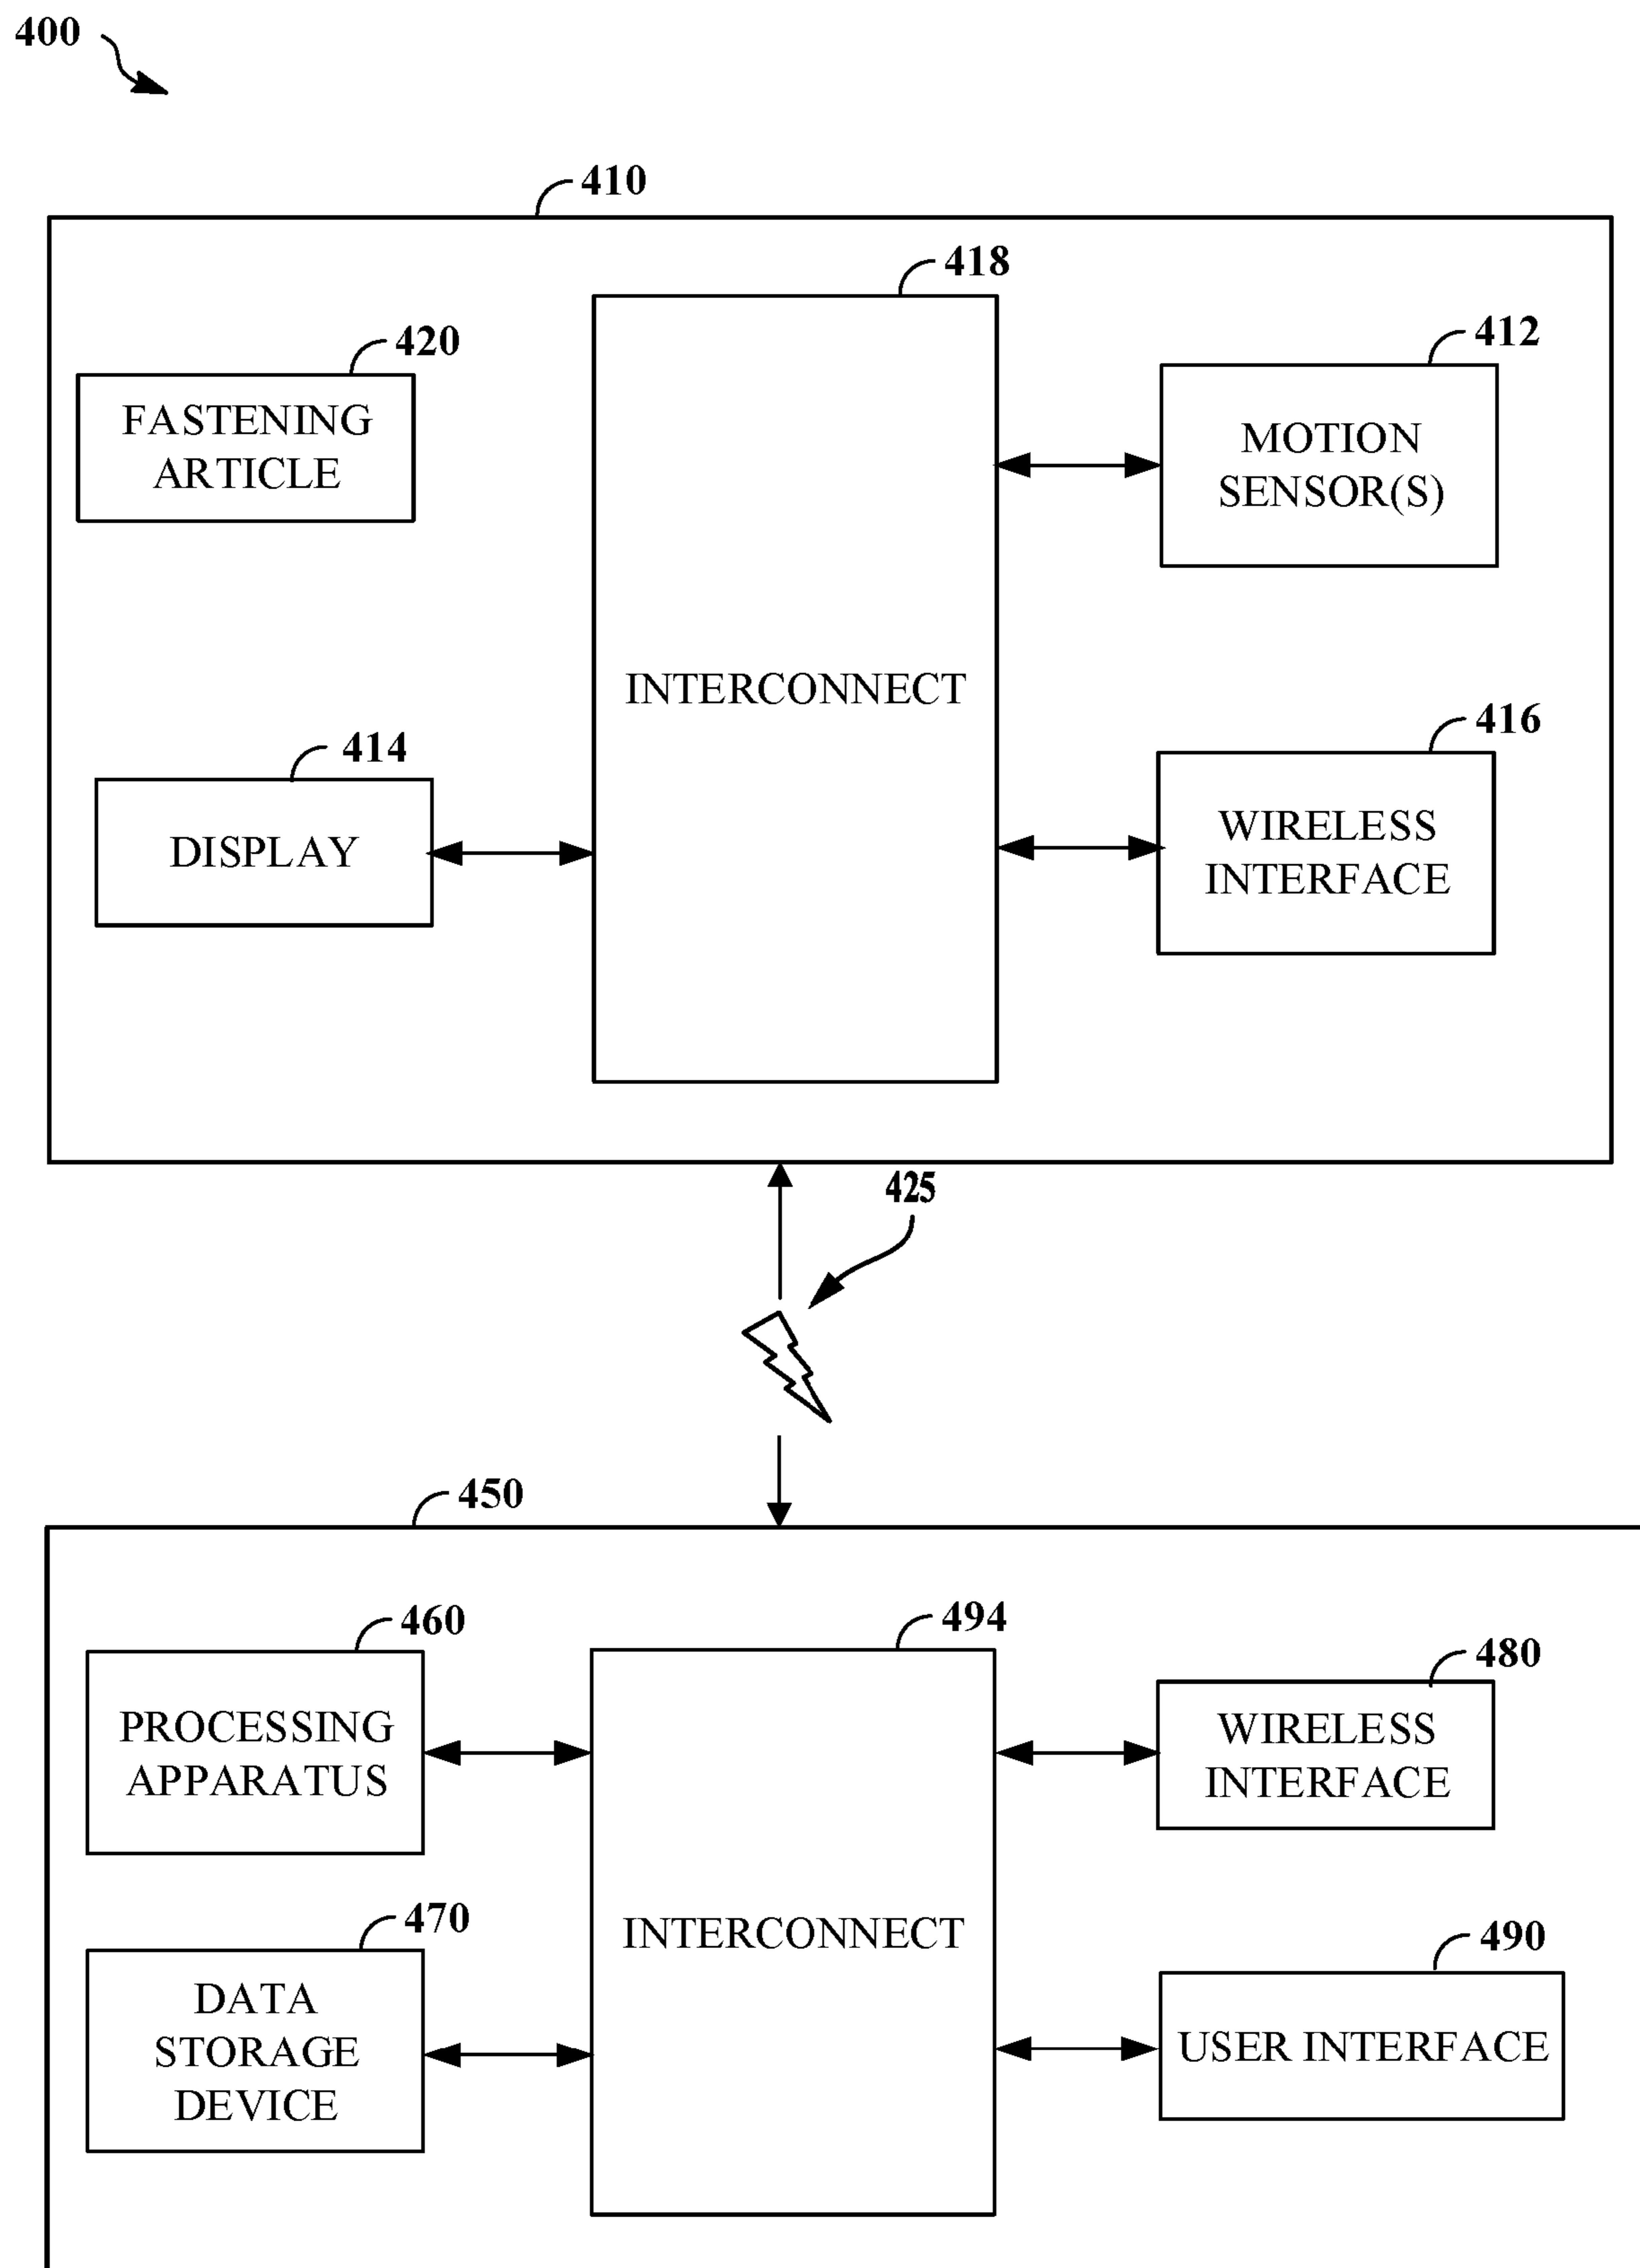 400
410
418
420
412
FASTENING
ARTICLE
MOTION
SENSOR(S)
INTERCONNECT
416
414
WIRELESS
INTERFACE
DISPLAY
425
450
460
494
480
PROCESSING
APPARATUS
WIRELESS
INTERFACE
470
INTERCONNECT
490
DATA
STORAGE
DEVICE
USER INTERFACE